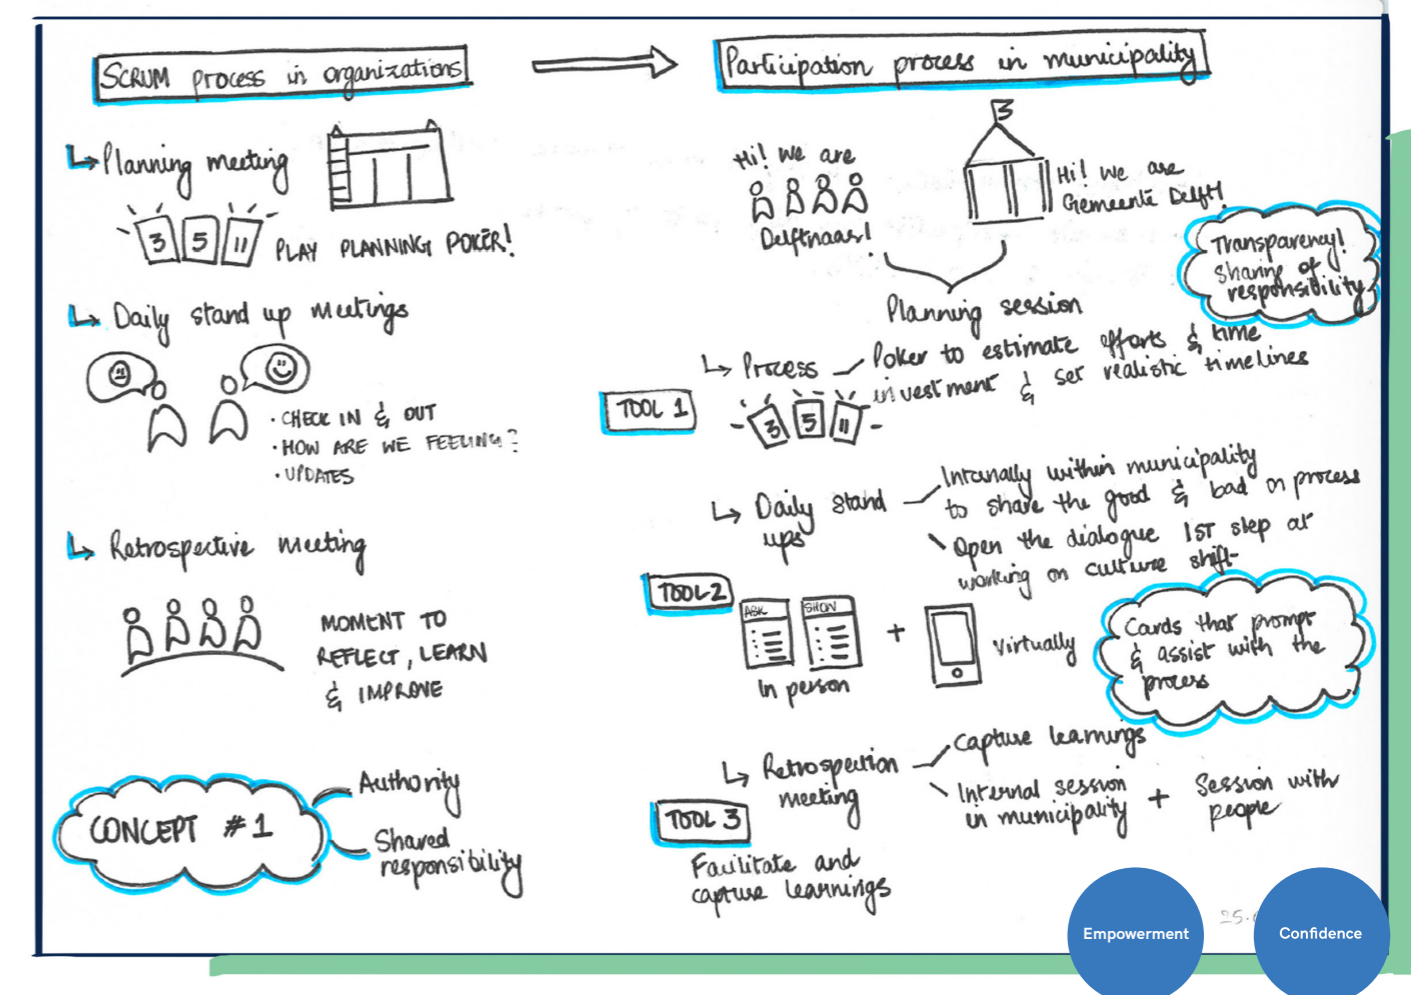 SCRUM process in organizations
Planning meeting
3 5 11
PLAY PLANNING POKER!
Daily stand up meetings
· CHECK IN & OUT
· HOW ARE WE FEELING?
· UPDATES
Retrospective meeting
MOMENT TO
REFLECT, LEARN
& IMPROVE
CONCEPT #1
Authority
Shared
responsibility
Participation process in municipality
Hi! We are
Delftnaars!
Hi! We are
Gemeente Delft!
Transparency!
Sharing of
responsibility
Planning session
Process
Poker to estimate efforts & time
investment & set realistic timelines
TOOL 1
3 5 11
Daily stand
ups
Internally within municipality
to share the good & bad on process
Open the dialogue 1ST step at
working on culture shift
TOOL 2
ASK
SHOW
+
In person
Virtually
Cards that prompt
& assist with the
process
Retrospection
meeting
Capture learnings
Internal session
in municipality
+
Session with
people
TOOL 3
Facilitate and
capture learnings
Empowerment
Confidence